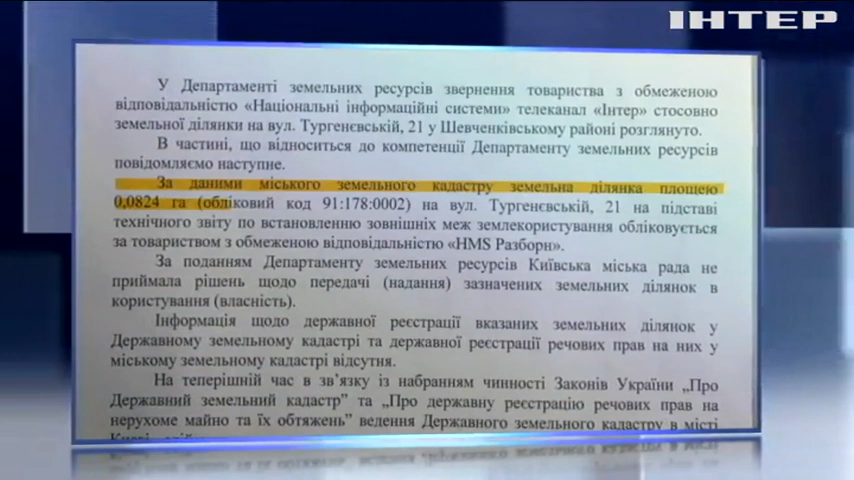 ІНТЕР
У Департаменті земельних ресурсів звернення товариства з обмеженою
відповідальністю «Національні інформаційні системи» телеканал «Інтер» стосовно
земельної ділянки на вул. Тургенєвській, 21 у Шевченківському районі розглянуто.
В частині, що відноситься до компетенції Департаменту земельних ресурсів
повідомляємо наступне.
За даними міського земельного кадастру земельна ділянка площею
0,0824 га (обліковий код 91:178:0002) на вул. Тургенєвській, 21 на підставі
технічного звіту по встановленню зовнішніх меж землекористування обліковується
за товариством з обмеженою відповідальністю «HMS Разборн».
За поданням Департаменту земельних ресурсів Київська міська рада не
приймала рішень щодо передачі (надання) зазначених земельних ділянок в
користування (власність).
Інформація щодо державної реєстрації вказаних земельних ділянок у
Державному земельному кадастрі та державної реєстрації речових прав на них у
міському земельному кадастрі відсутня.
На теперішній час в зв’язку із набранням чинності Законів України „Про
Державний земельний кадастр” та „Про державну реєстрацію речових прав на
нерухоме майно та їх обтяжень” ведення Державного земельного кадастру в місті